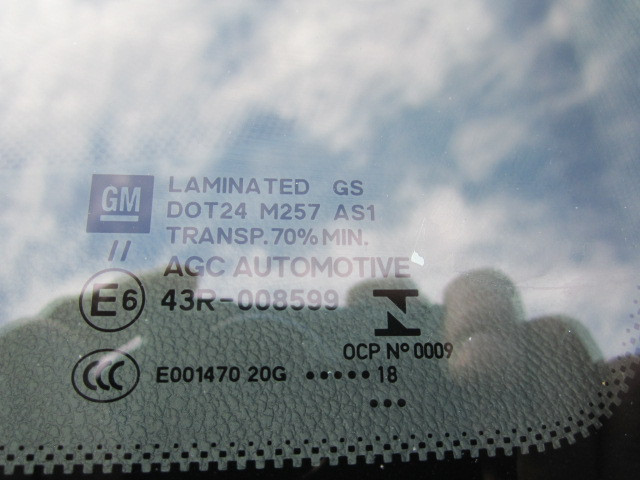 GM
LAMINATED GS
DOT24 M257 AS1
TRANSP.70%MIN.
//
AGC AUTOMOTIVE
E6 43R-008599
OCP Nº 0009
CCC E001470 20G ••••• 18
•••